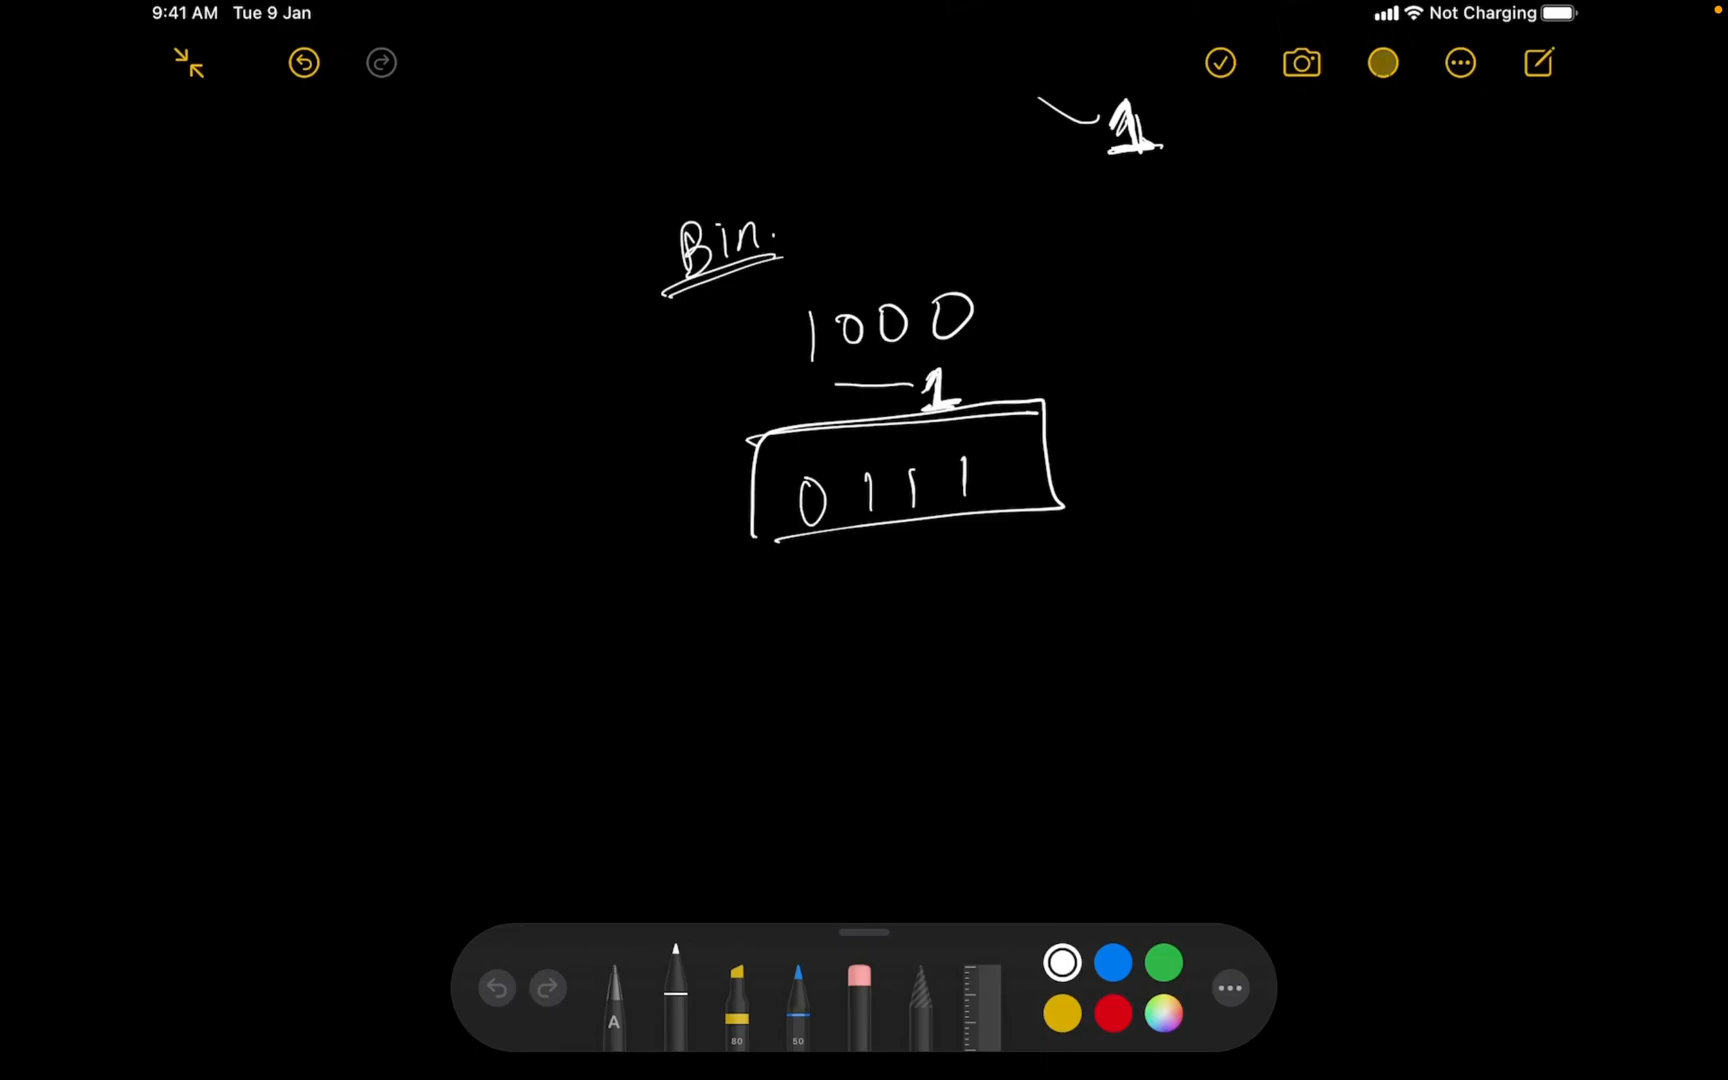 9:41 AM Tue 9 Jan Not Charging
1
Bin.
1000
— 1
0111
A 80 50